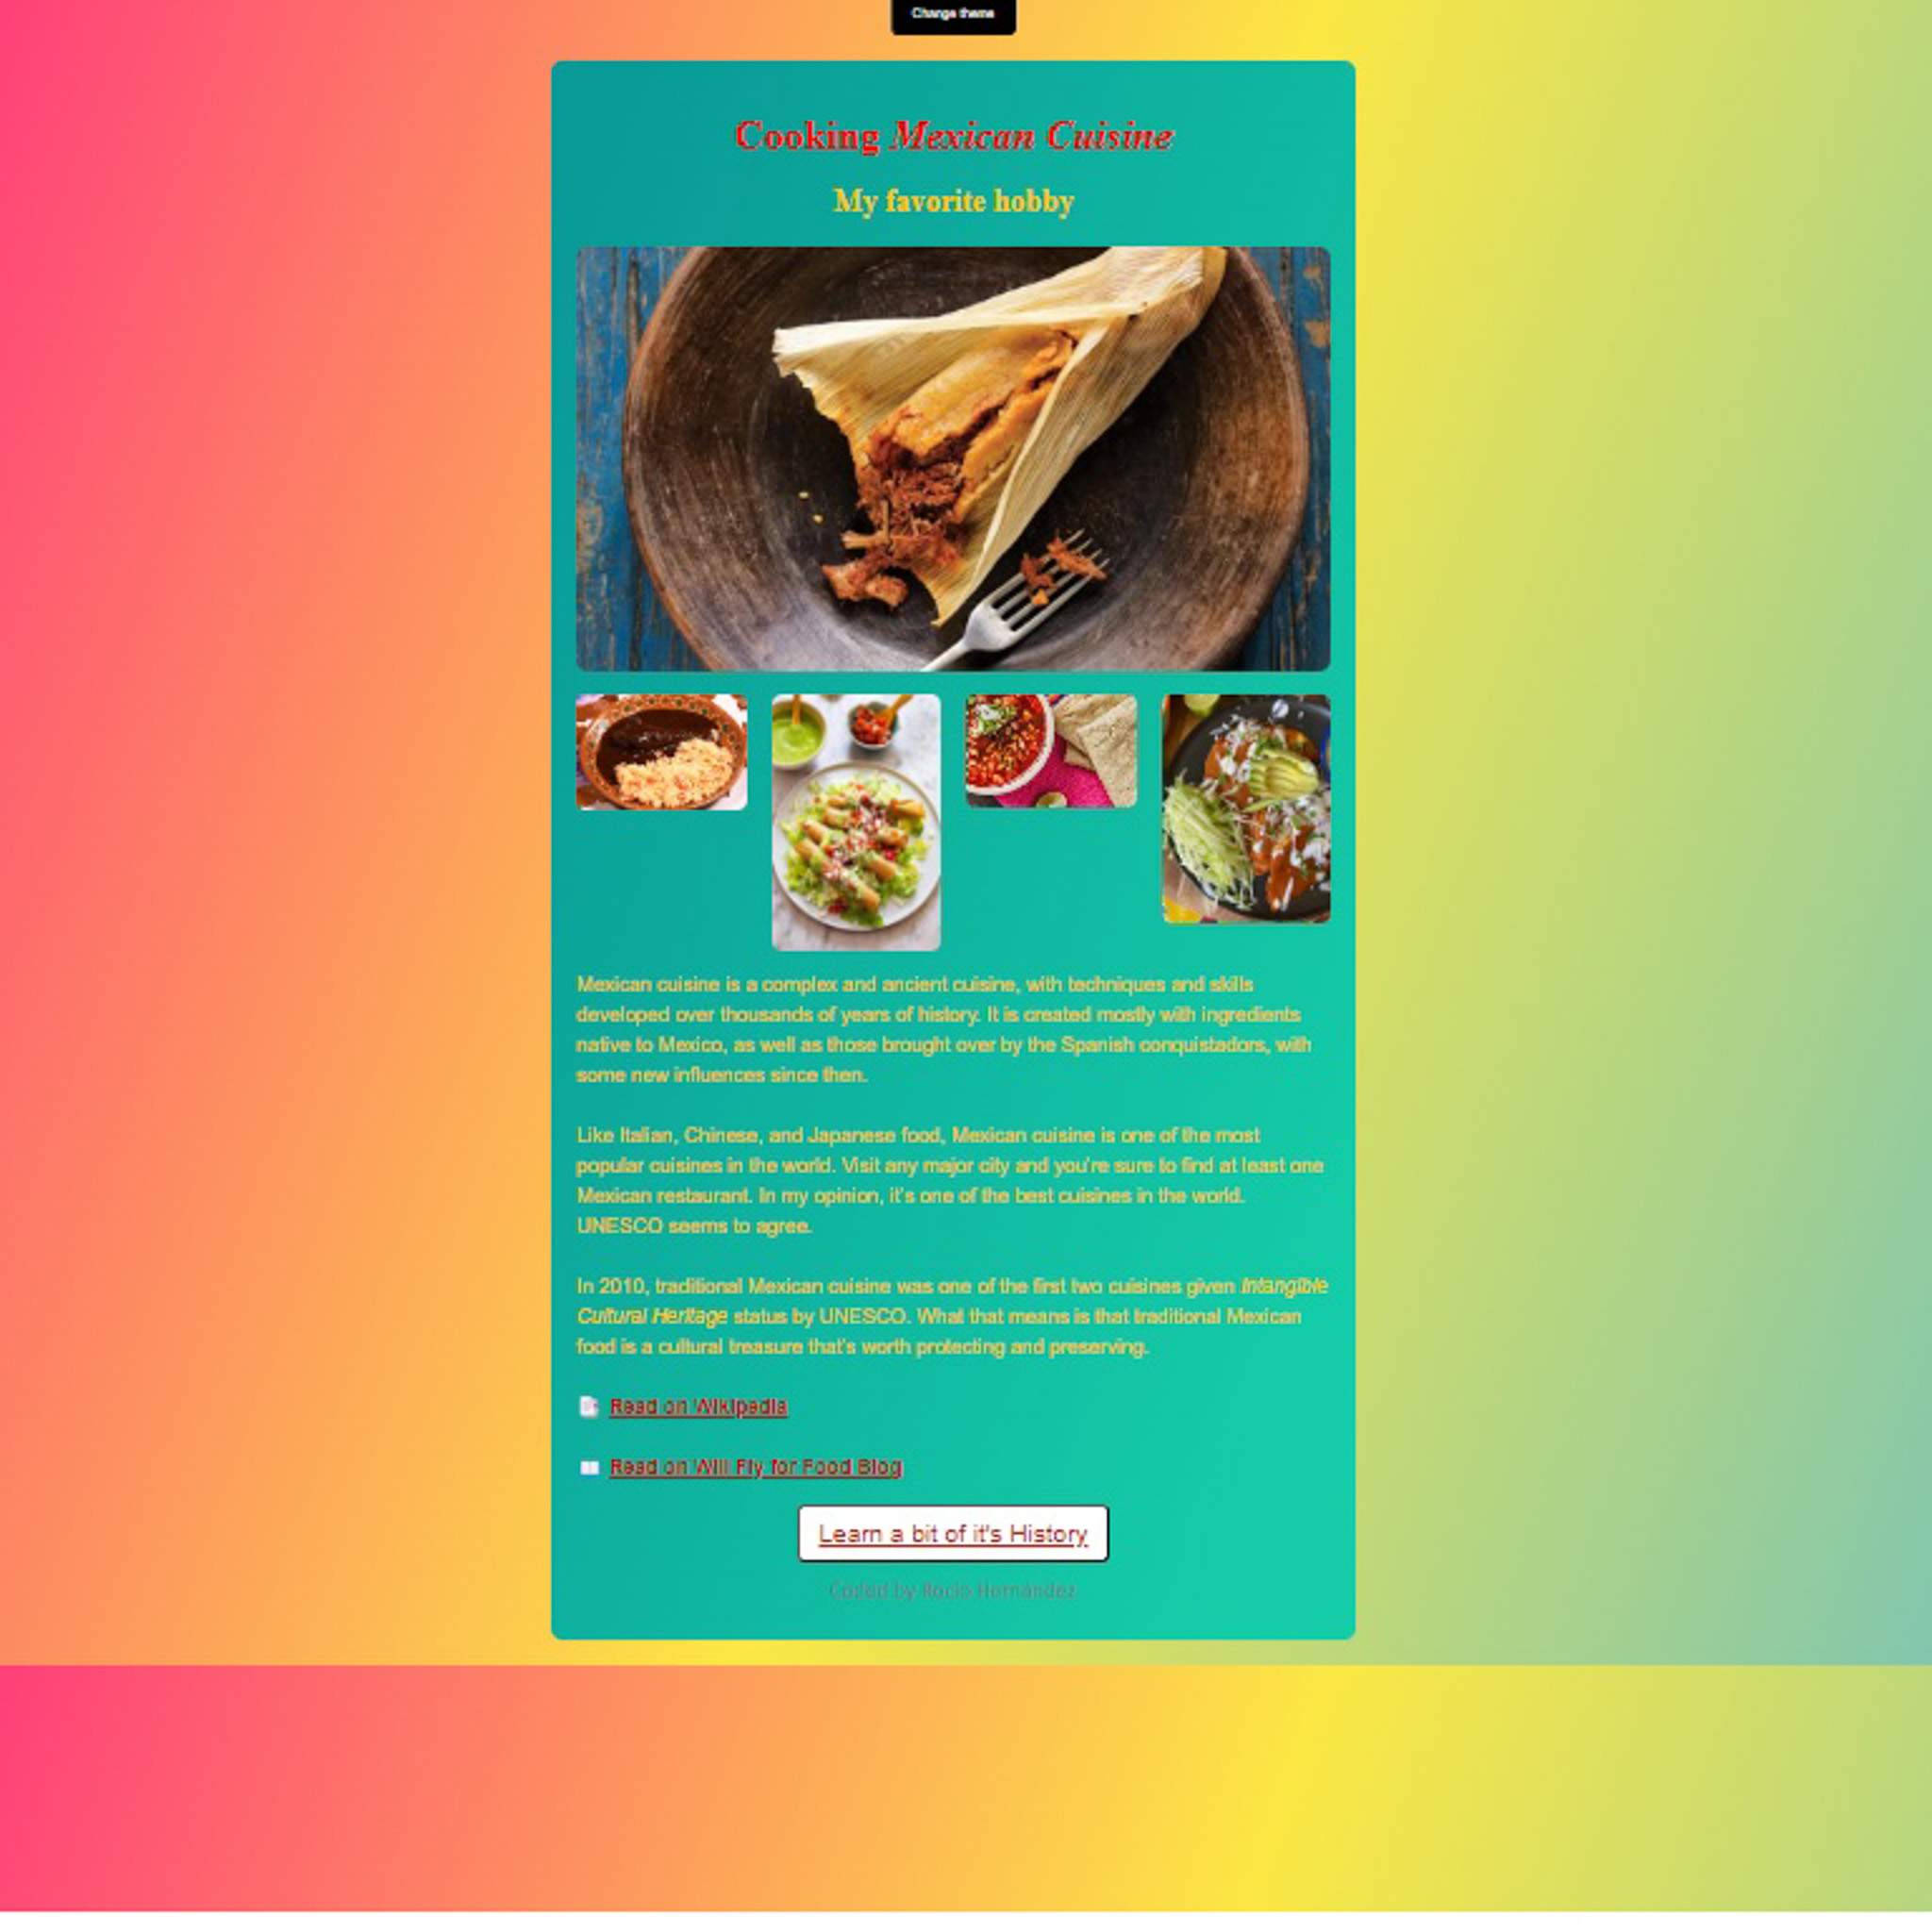 Change theme
Cooking Mexican Cuisine
My favorite hobby
Mexican cuisine is a complex and ancient cuisine, with techniques and skills
developed over thousands of years of history. It is created mostly with ingredients
native to Mexico, as well as those brought over by the Spanish conquistadors, with
some new influences since then.
Like Italian, Chinese, and Japanese food, Mexican cuisine is one of the most
popular cuisines in the world. Visit any major city and you're sure to find at least one
Mexican restaurant. In my opinion, it's one of the best cuisines in the world.
UNESCO seems to agree.
In 2010, traditional Mexican cuisine was one of the first two cuisines given Intangible
Cultural Heritage status by UNESCO. What that means is that traditional Mexican
food is a cultural treasure that's worth protecting and preserving.
Read on Wikipedia
Read on Will Fly for Food Blog
Learn a bit of it's History
Coded by Rocío Hernández